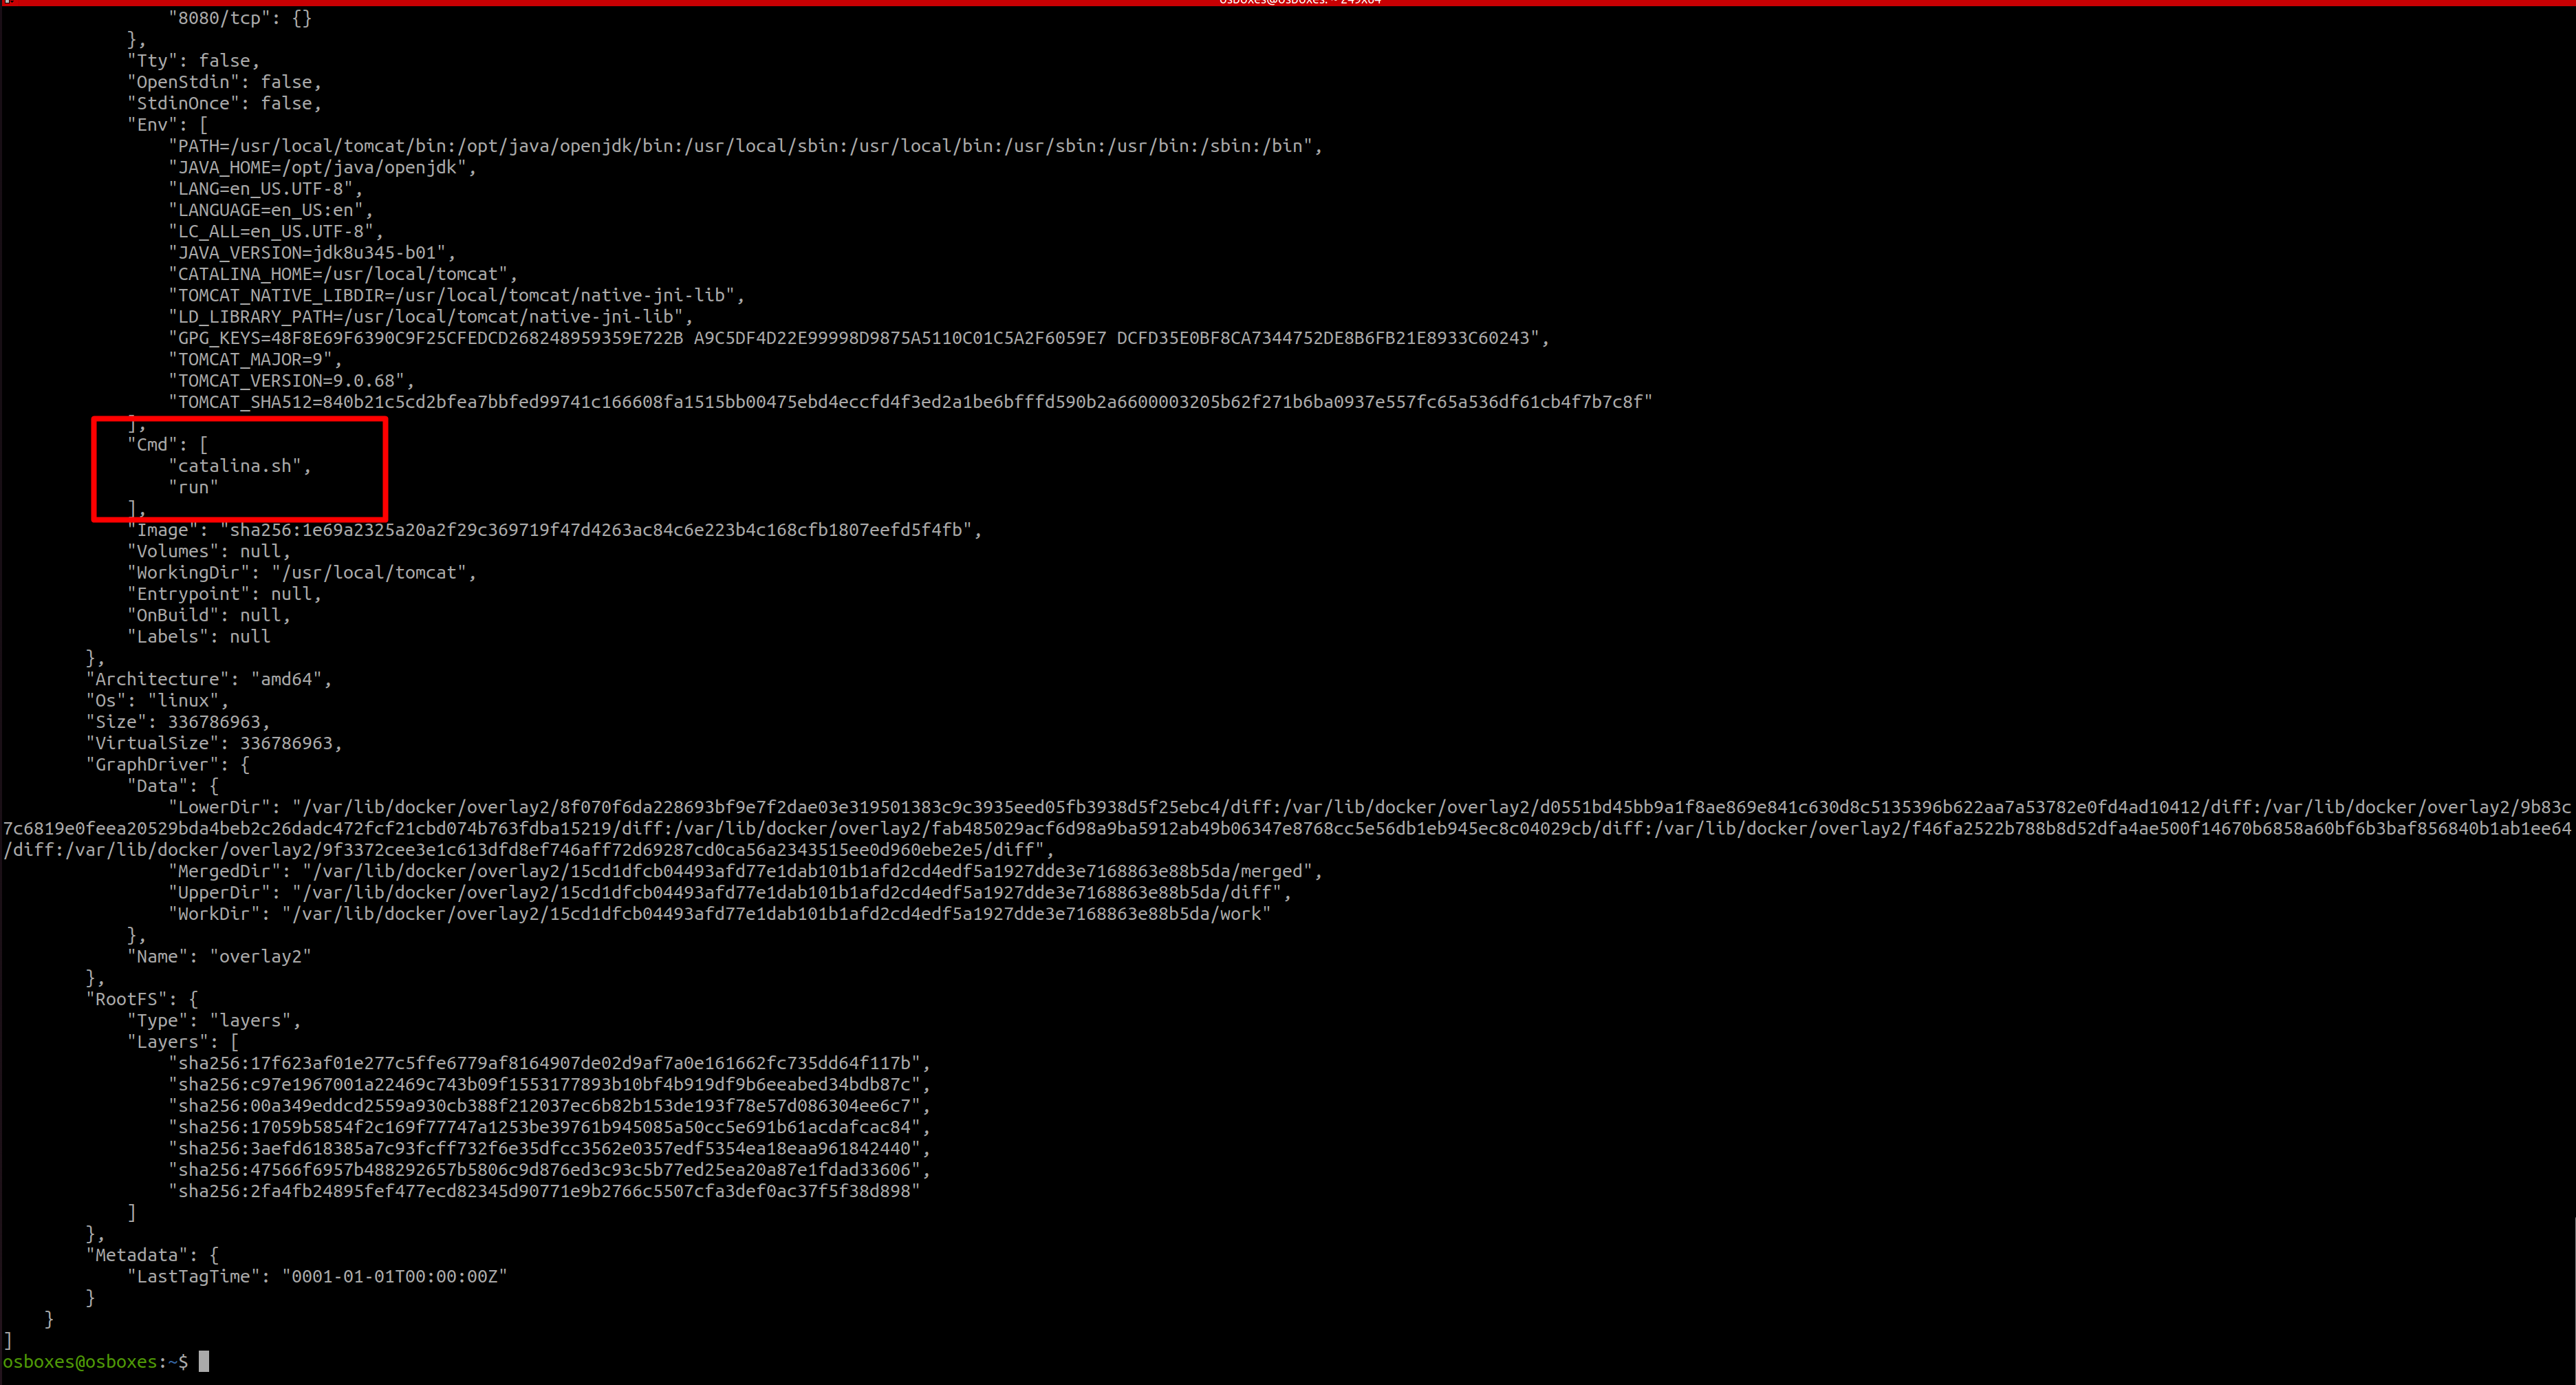 "8080/tcp": {}
},
"Tty": false,
"OpenStdin": false,
"StdinOnce": false,
"Env": [
"PATH=/usr/local/tomcat/bin:/opt/java/openjdk/bin:/usr/local/sbin:/usr/local/bin:/usr/sbin:/usr/bin:/sbin:/bin",
"JAVA_HOME=/opt/java/openjdk",
"LANG=en_US.UTF-8",
"LANGUAGE=en_US:en",
"LC_ALL=en_US.UTF-8",
"JAVA_VERSION=jdk8u345-b01",
"CATALINA_HOME=/usr/local/tomcat",
"TOMCAT_NATIVE_LIBDIR=/usr/local/tomcat/native-jni-lib",
"LD_LIBRARY_PATH=/usr/local/tomcat/native-jni-lib",
"GPG_KEYS=48F8E69F6390C9F25CFEDCD268248959359E722B A9C5DF4D22E99998D9875A5110C01C5A2F6059E7 DCFD35E0BF8CA7344752DE8B6FB21E8933C60243",
"TOMCAT_MAJOR=9",
"TOMCAT_VERSION=9.0.68",
"TOMCAT_SHA512=840b21c5cd2bfea7bbfed99741c166608fa1515bb00475ebd4eccfd4f3ed2a1be6bfffd590b2a6600003205b62f271b6ba0937e557fc65a536df61cb4f7b7c8f"
],
"Cmd": [
"catalina.sh",
"run"
],
"Image": "sha256:1e69a2325a20a2f29c369719f47d4263ac84c6e223b4c168cfb1807eefd5f4fb",
"Volumes": null,
"WorkingDir": "/usr/local/tomcat",
"Entrypoint": null,
"OnBuild": null,
"Labels": null
},
"Architecture": "amd64",
"Os": "linux",
"Size": 336786963,
"VirtualSize": 336786963,
"GraphDriver": {
"Data": {
"LowerDir": "/var/lib/docker/overlay2/8f070f6da228693bf9e7f2dae03e319501383c9c3935eed05fb3938d5f25ebc4/diff:/var/lib/docker/overlay2/d0551bd45bb9a1f8ae869e841c630d8c5135396b622aa7a53782e0fd4ad10412/diff:/var/lib/docker/overlay2/9b83c
7c6819e0feea20529bda4beb2c26dadc472fcf21cbd074b763fdba15219/diff:/var/lib/docker/overlay2/fab485029acf6d98a9ba5912ab49b06347e8768cc5e56db1eb945ec8c04029cb/diff:/var/lib/docker/overlay2/f46fa2522b788b8d52dfa4ae500f14670b6858a60bf6b3baf856840b1ab1ee64
/diff:/var/lib/docker/overlay2/9f3372cee3e1c613dfd8ef746aff72d69287cd0ca56a2343515ee0d960ebe2e5/diff",
"MergedDir": "/var/lib/docker/overlay2/15cd1dfcb04493afd77e1dab101b1afd2cd4edf5a1927dde3e7168863e88b5da/merged",
"UpperDir": "/var/lib/docker/overlay2/15cd1dfcb04493afd77e1dab101b1afd2cd4edf5a1927dde3e7168863e88b5da/diff",
"WorkDir": "/var/lib/docker/overlay2/15cd1dfcb04493afd77e1dab101b1afd2cd4edf5a1927dde3e7168863e88b5da/work"
},
"Name": "overlay2"
},
"RootFS": {
"Type": "layers",
"Layers": [
"sha256:17f623af01e277c5ffe6779af8164907de02d9af7a0e161662fc735dd64f117b",
"sha256:c97e1967001a22469c743b09f1553177893b10bf4b919df9b6eeabed34bdb87c",
"sha256:00a349eddcd2559a930cb388f212037ec6b82b153de193f78e57d086304ee6c7",
"sha256:17059b5854f2c169f77747a1253be39761b945085a50cc5e691b61acdafcac84",
"sha256:3aefd618385a7c93fcff732f6e35dfcc3562e0357edf5354ea18eaa961842440",
"sha256:47566f6957b488292657b5806c9d876ed3c93c5b77ed25ea20a87e1fdad33606",
"sha256:2fa4fb24895fef477ecd82345d90771e9b2766c5507cfa3def0ac37f5f38d898"
]
},
"Metadata": {
"LastTagTime": "0001-01-01T00:00:00Z"
}
}
]
osboxes@osboxes:~$